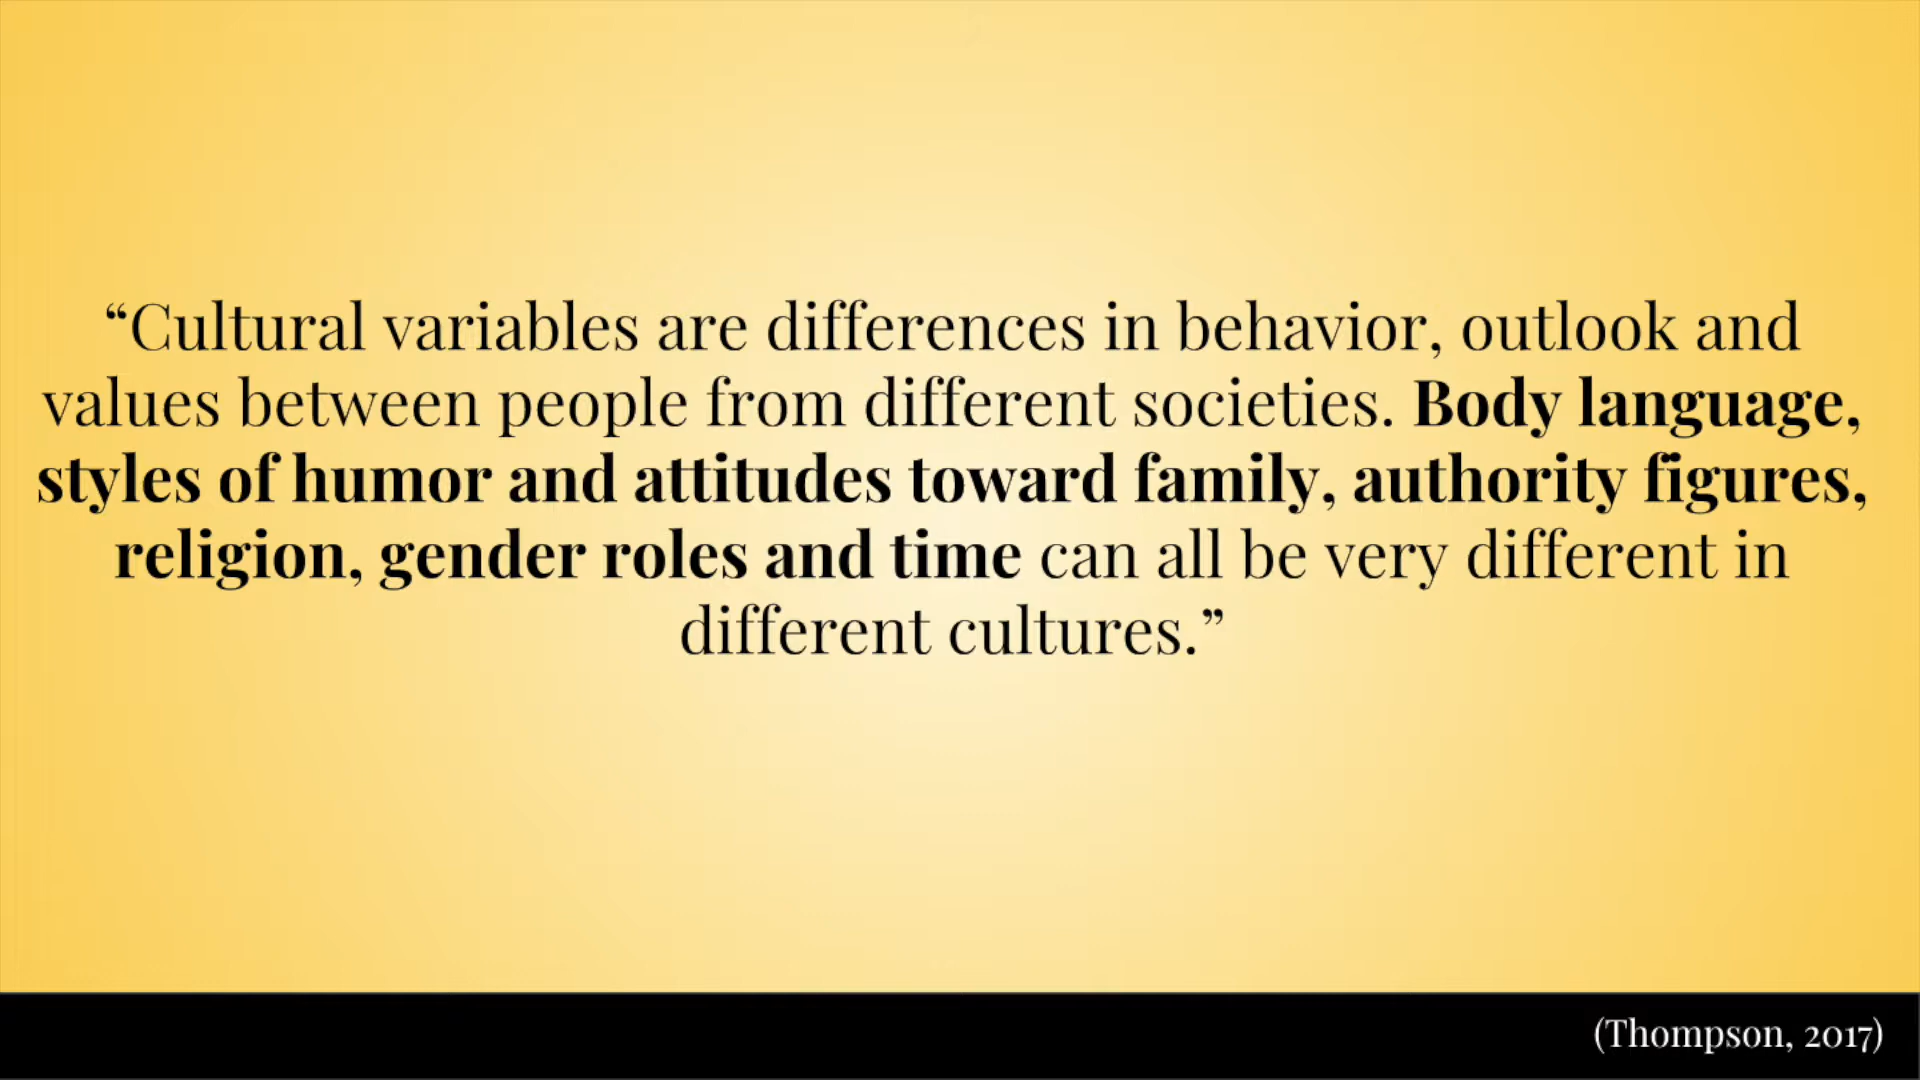 “Cultural variables are differences in behavior, outlook and
values between people from different societies. Body language,
styles of humor and attitudes toward family, authority figures,
religion, gender roles and time can all be very different in
different cultures.”
(Thompson, 2017)